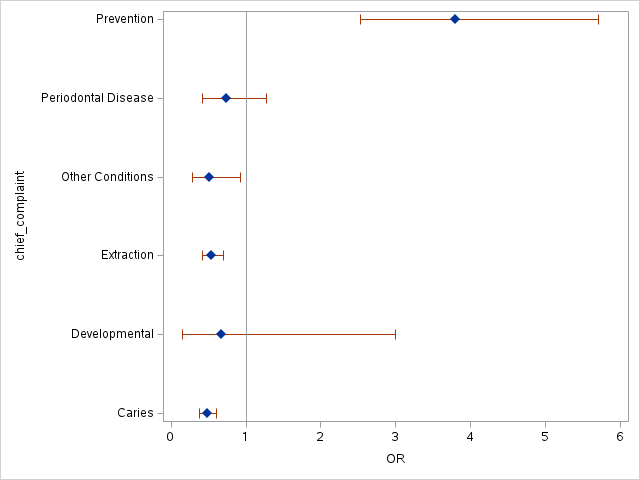 Prevention
Periodontal Disease
Other Conditions
Extraction
Developmental
Caries
chief_complaint
0 1 2 3 4 5 6
OR